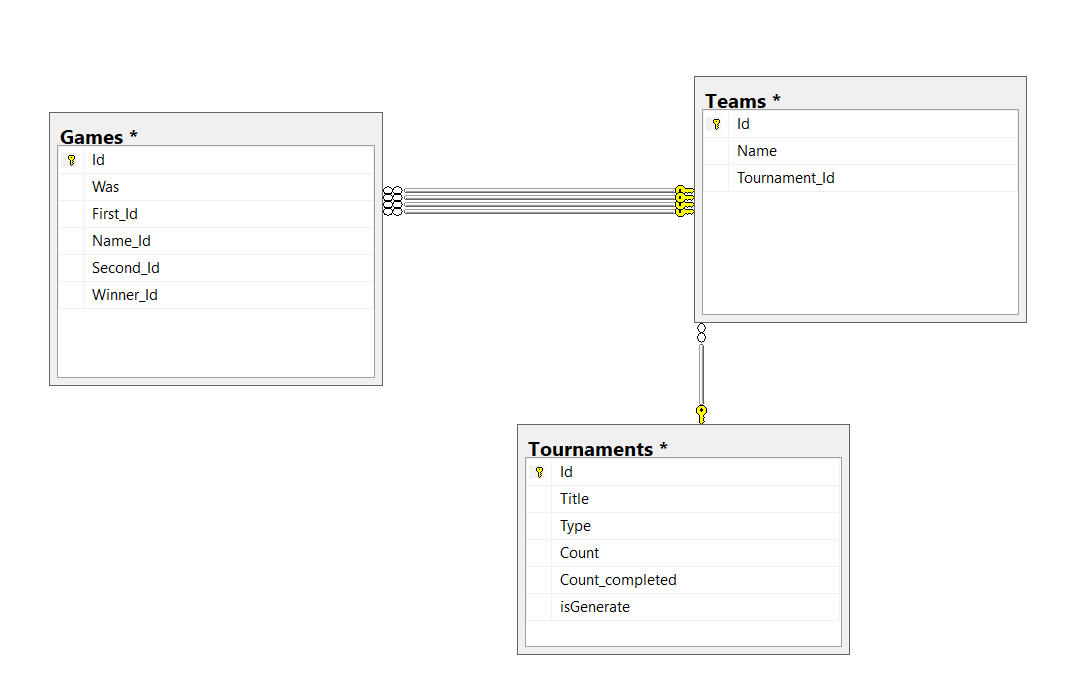 Games *
Id
Was
First_Id
Name_Id
Second_Id
Winner_Id
Teams *
Id
Name
Tournament_Id
Tournaments *
Id
Title
Type
Count
Count_completed
isGenerate